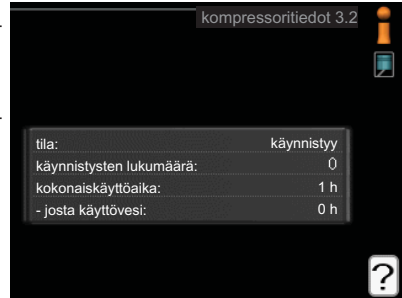 kompressoritiedot 3.2
tila: käynnistyy
käynnistysten lukumäärä: 0
kokonaiskäyttöaika: 1 h
- josta käyttövesi: 0 h
?